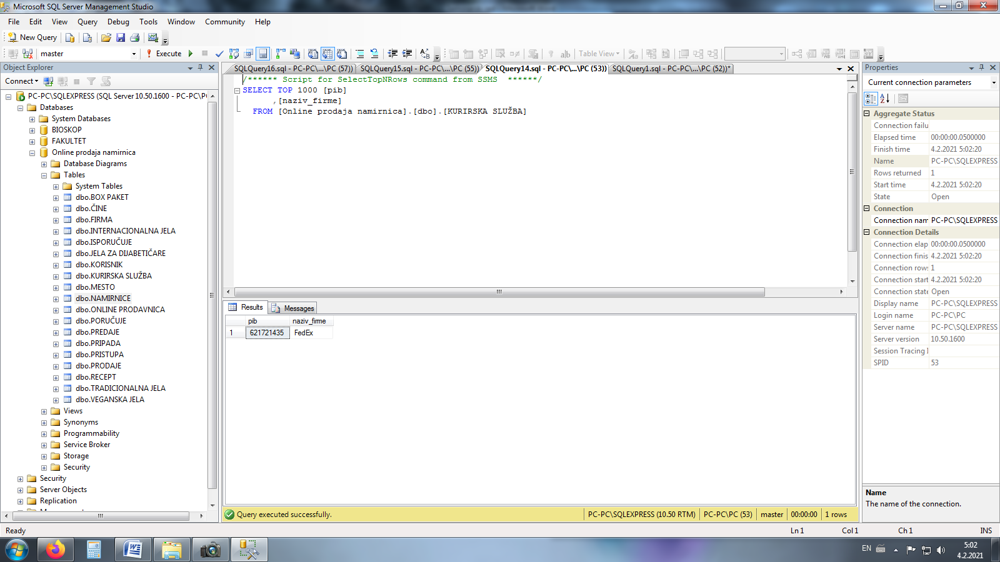 Microsoft SQL Server Management Studio
File Edit View Query Debug Tools Window Community Help
New Query
master Execute Table View
Object Explorer
Connect
PC-PC\SQLEXPRESS (SQL Server 10.50.1600 - PC-PC\P
Databases
System Databases
BIOSKOP
FAKULTET
Online prodaja namirnica
Database Diagrams
Tables
System Tables
dbo.BOX PAKET
dbo.ČINE
dbo.FIRMA
dbo.INTERNACIONALNA JELA
dbo.ISPORUČUJE
dbo.JELA ZA DIJABETIČARE
dbo.KORISNIK
dbo.KURIRSKA SLUŽBA
dbo.MESTO
dbo.NAMIRNICE
dbo.ONLINE PRODAVNICA
dbo.PORUČUJE
dbo.PREDAJE
dbo.PRIPADA
dbo.PRISTUPA
dbo.PRODAJE
dbo.RECEPT
dbo.TRADICIONALNA JELA
dbo.VEGANSKA JELA
Views
Synonyms
Programmability
Service Broker
Storage
Security
Security
Server Objects
Replication
SQLQuery16.sql - PC-PC\...\PC (57)) SQLQuery15.sql - PC-PC\...\PC (55)) SQLQuery14.sql - PC-PC\...\PC (53)) SQLQuery1.sql - PC-PC\...\PC (52))*
/****** Script for SelectTopNRows command from SSMS ******/
SELECT TOP 1000 [pib]
,[naziv_firme]
FROM [Online prodaja namirnica].[dbo].[KURIRSKA SLUŽBA]
Results Messages
pib naziv_firme
1 621721435 FedEx
Query executed successfully. PC-PC\SQLEXPRESS (10.50 RTM) PC-PC\PC (53) master 00:00:00 1 rows
Properties
Current connection parameters
Aggregate Status
Connection failu
Elapsed time 00:00:00.0500000
Finish time 4.2.2021 5:02:20
Name PC-PC\SQLEXPRESS
Rows returned 1
Start time 4.2.2021 5:02:20
State Open
Connection
Connection nam PC-PC\SQLEXPRESS
Connection Details
Connection elap 00:00:00.0500000
Connection finis 4.2.2021 5:02:20
Connection rows 1
Connection start 4.2.2021 5:02:20
Connection state Open
Display name PC-PC\SQLEXPRESS
Login name PC-PC\PC
Server name PC-PC\SQLEXPRESS
Server version 10.50.1600
Session Tracing I
SPID 53
Name
The name of the connection.
Ready Ln 1 Col 1 Ch 1 INS
EN 5:02
4.2.2021